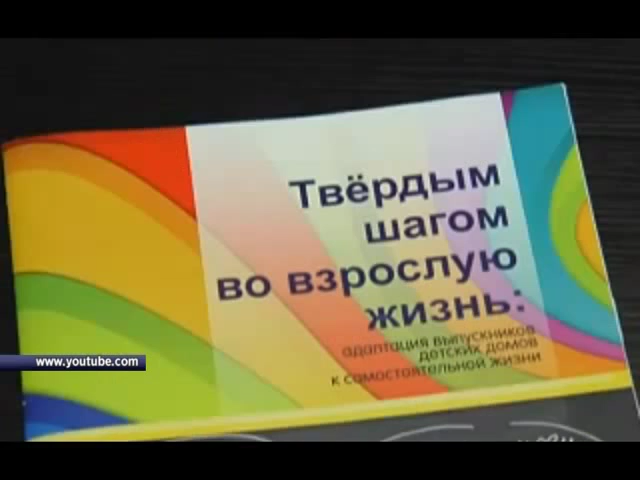 Твёрдым
шагом
во взрослую
жизнь:
адаптация выпускников
детских домов
к самостоятельной жизни
www.youtube.com